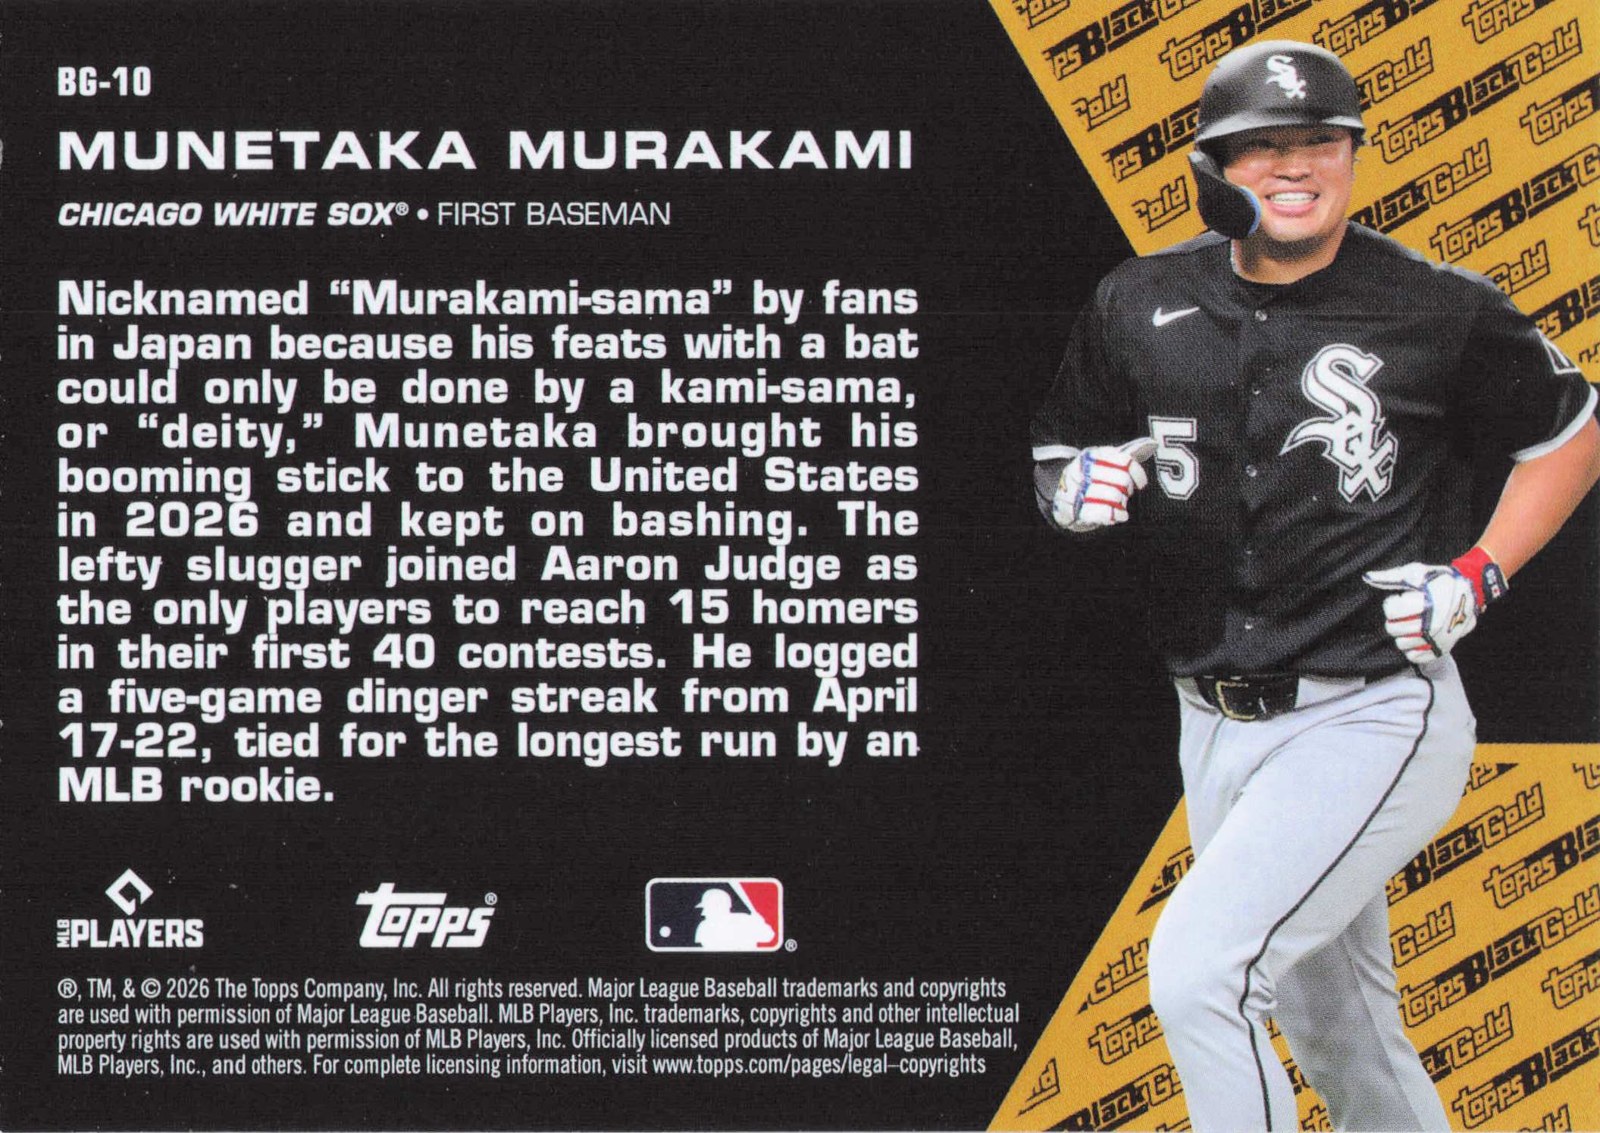 BG-10
MUNETAKA MURAKAMI
CHICAGO WHITE SOX® • FIRST BASEMAN
Nicknamed “Murakami-sama” by fans
in Japan because his feats with a bat
could only be done by a kami-sama,
or “deity,” Munetaka brought his
booming stick to the United States
in 2026 and kept on bashing. The
lefty slugger joined Aaron Judge as
the only players to reach 15 homers
in their first 40 contests. He logged
a five-game dinger streak from April
17-22, tied for the longest run by an
MLB rookie.
MLB PLAYERS
Topps®
®
®, TM, & © 2026 The Topps Company, Inc. All rights reserved. Major League Baseball trademarks and copyrights
are used with permission of Major League Baseball. MLB Players, Inc. trademarks, copyrights and other intellectual
property rights are used with permission of MLB Players, Inc. Officially licensed products of Major League Baseball,
MLB Players, Inc., and others. For complete licensing information, visit www.topps.com/pages/legal–copyrights
Sox
Sox
5
Topps Black Gold